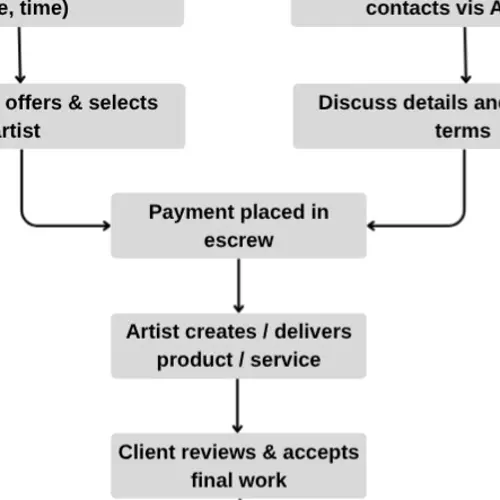 e, time)
contacts vis A
offers & selects
artist
Discuss details an
terms
Payment placed in
escrew
Artist creates / delivers
product / service
Client reviews & accepts
final work